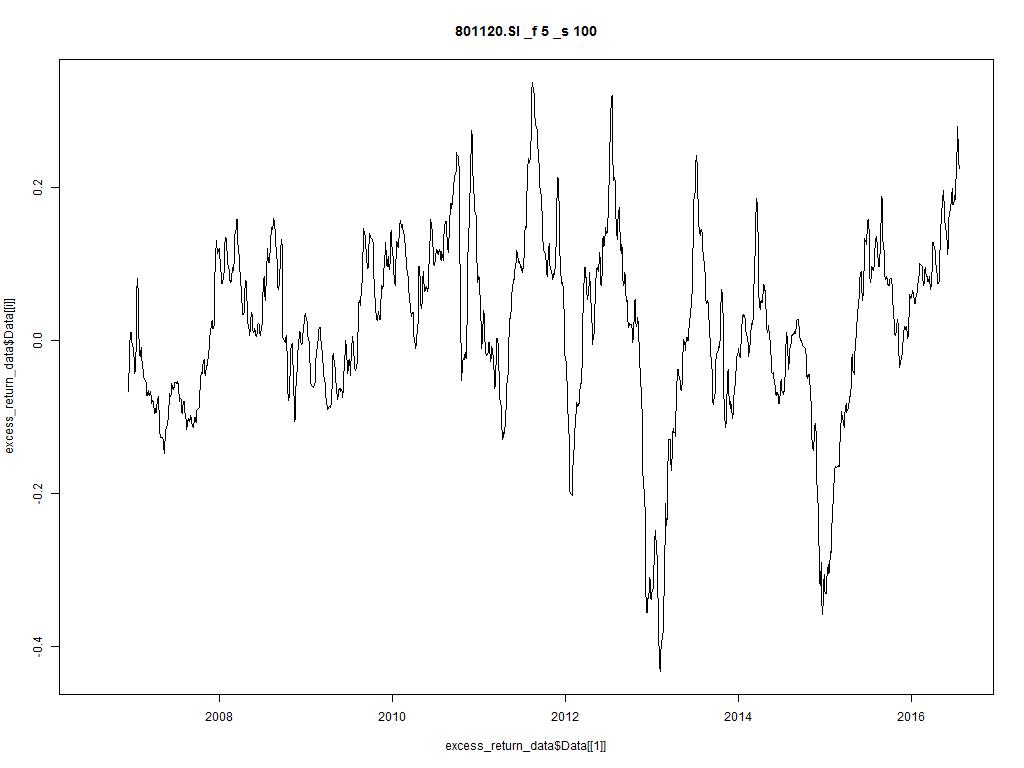 801120.SI _f 5 _s 100
excess_return_data$Data[[i]]
0.2
0.0
-0.2
-0.4
2008 2010 2012 2014 2016
excess_return_data$Data[[1]]